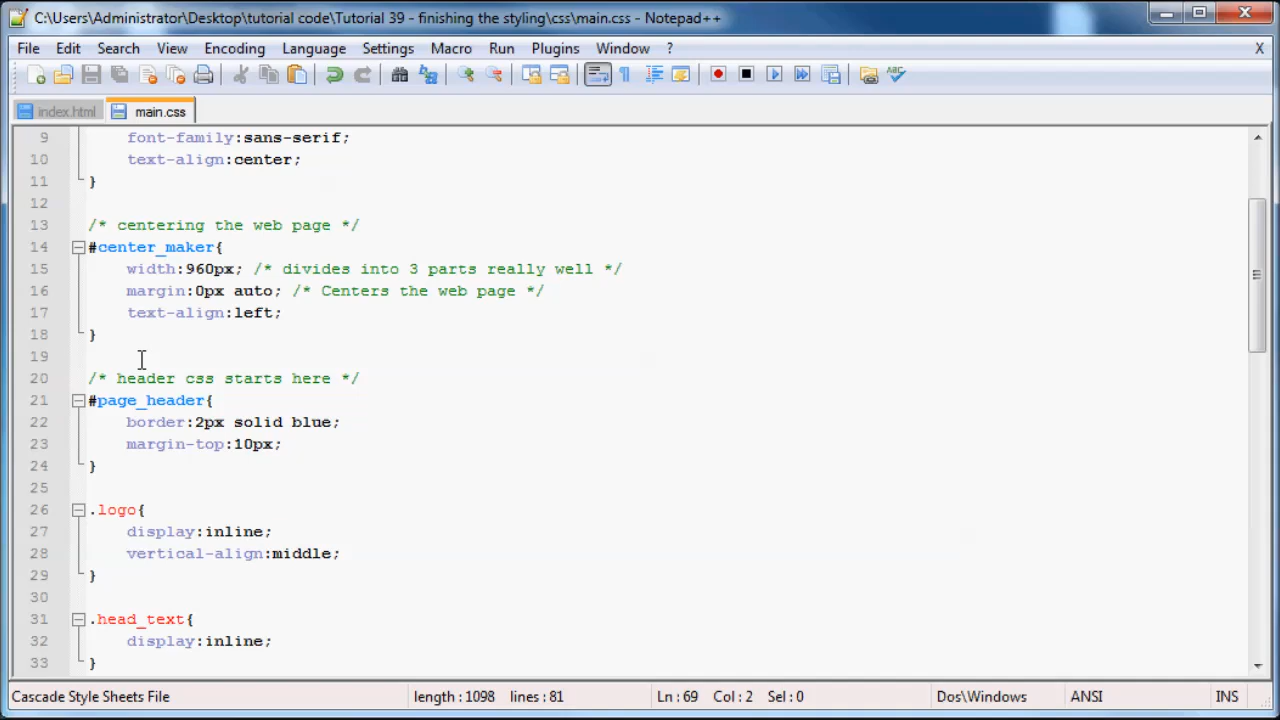 C:\Users\Administrator\Desktop\tutorial code\Tutorial 39 - finishing the styling\css\main.css - Notepad++
File Edit Search View Encoding Language Settings Macro Run Plugins Window ? X
index.html main.css
9 font-family:sans-serif;
10 text-align:center;
11 }
12
13 /* centering the web page */
14 #center_maker{
15 width:960px; /* divides into 3 parts really well */
16 margin:0px auto; /* Centers the web page */
17 text-align:left;
18 }
19
20 /* header css starts here */
21 #page_header{
22 border:2px solid blue;
23 margin-top:10px;
24 }
25
26 .logo{
27 display:inline;
28 vertical-align:middle;
29 }
30
31 .head_text{
32 display:inline;
33 }
Cascade Style Sheets File length : 1098 lines : 81 Ln : 69 Col : 2 Sel : 0 Dos\Windows ANSI INS